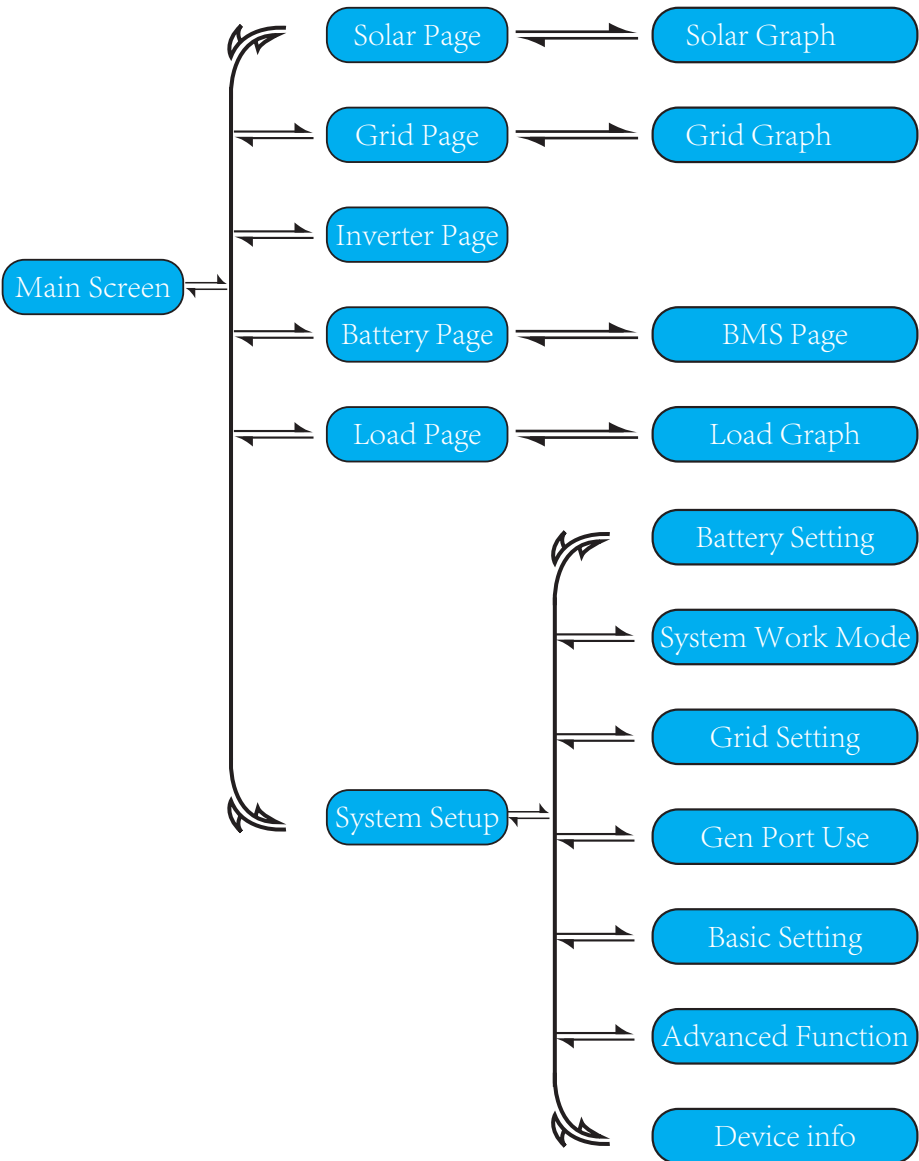 Solar Page
Solar Graph
Grid Page
Grid Graph
Inverter Page
Main Screen
Battery Page
BMS Page
Load Page
Load Graph
Battery Setting
System Work Mode
Grid Setting
System Setup
Gen Port Use
Basic Setting
Advanced Function
Device info